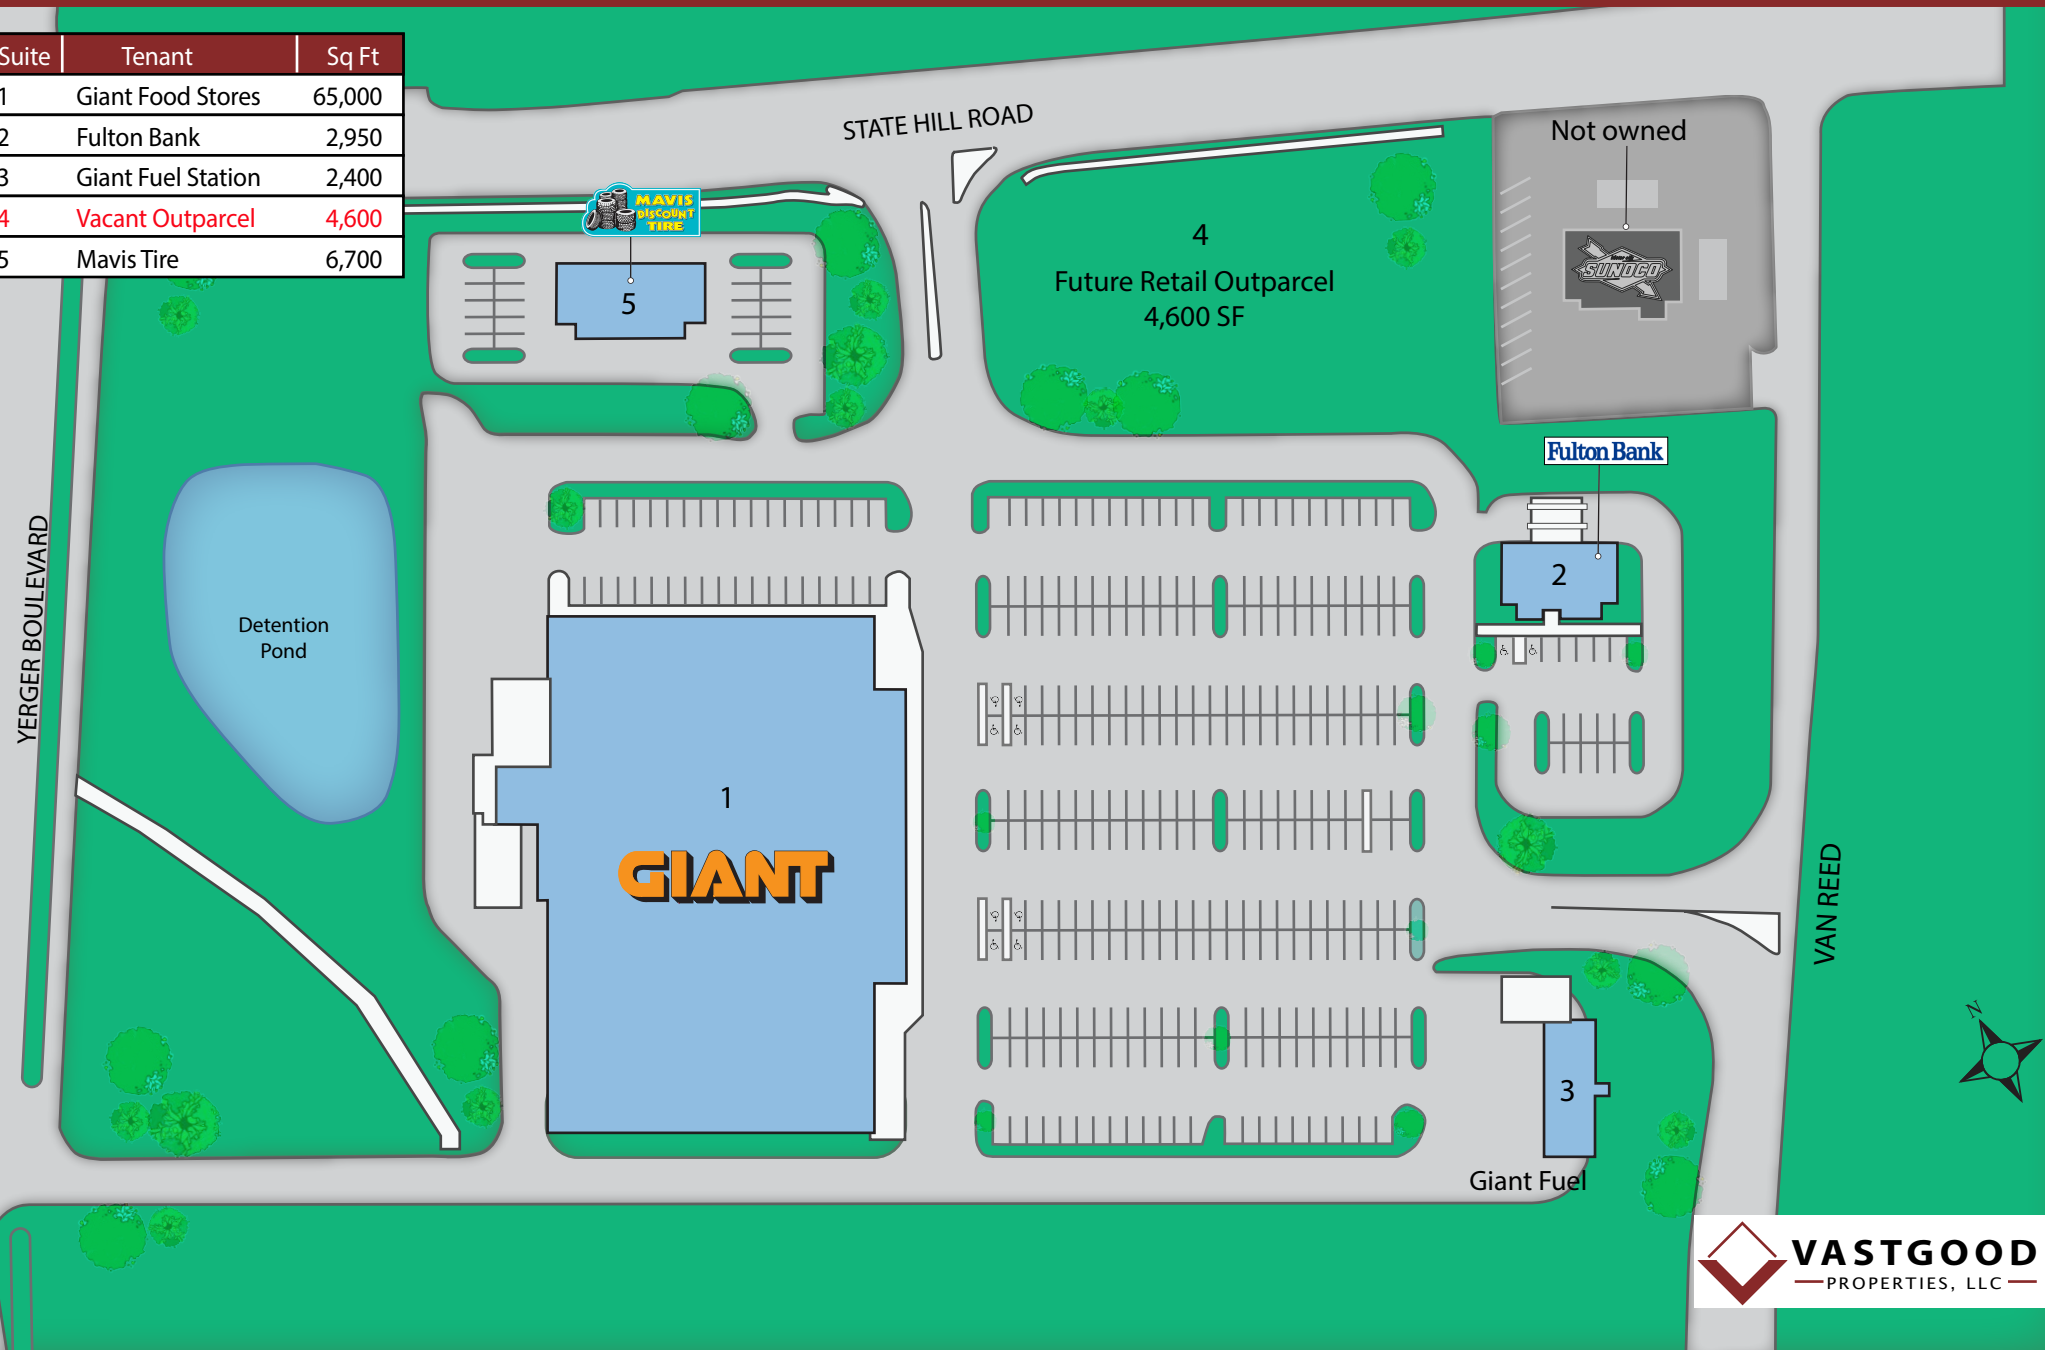 Suite Tenant Sq Ft
1 Giant Food Stores 65,000
2 Fulton Bank 2,950
3 Giant Fuel Station 2,400
4 Vacant Outparcel 4,600
5 Mavis Tire 6,700
STATE HILL ROAD
Not owned
MAVIS
DISCOUNT
TIRE
SUNOCO
4
Future Retail Outparcel
4,600 SF
5
Fulton Bank
2
YERGER BOULEVARD
Detention
Pond
1
GIANT
VAN REED
N
3
Giant Fuel
VASTGOOD
PROPERTIES, LLC